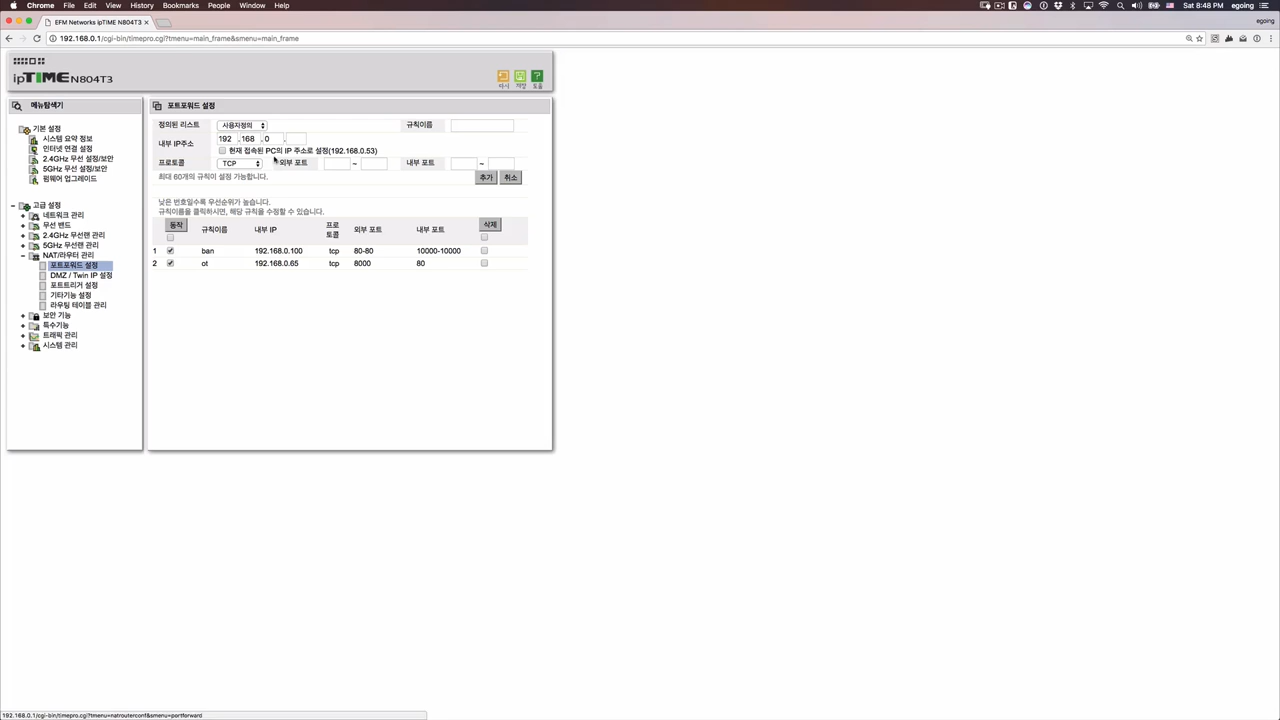 Chrome File Edit View History Bookmarks People Window Help Sat 8:48 PM egoing
EFM Networks ipTIME N804T3 egoing
192.168.0.1/cgi-bin/timepro.cgi?tmenu=main_frame&smenu=main_frame
ipTIME N804T3
다시 저장 도움
메뉴탐색기
기본 설정
시스템 요약 정보
인터넷 연결 설정
2.4GHz 무선 설정/보안
5GHz 무선 설정/보안
펌웨어 업그레이드
고급 설정
네트워크 관리
무선 밴드
2.4GHz 무선랜 관리
5GHz 무선랜 관리
NAT/라우터 관리
포트포워드 설정
DMZ / Twin IP 설정
포트트리거 설정
기타기능 설정
라우팅 테이블 관리
보안 기능
특수기능
트래픽 관리
시스템 관리
포트포워드 설정
정의된 리스트 사용자정의 규칙이름
내부 IP주소 192 . 168 . 0 .
현재 접속된 PC의 IP 주소로 설정(192.168.0.53)
프로토콜 TCP 외부 포트 ~ 내부 포트 ~
최대 60개의 규칙이 설정 가능합니다. 추가 취소
낮은 번호일수록 우선순위가 높습니다.
규칙이름을 클릭하시면, 해당 규칙을 수정할 수 있습니다.
동작 규칙이름 내부 IP 프로토콜 외부 포트 내부 포트 삭제
1 ban 192.168.0.100 tcp 80-80 10000-10000
2 ot 192.168.0.65 tcp 8000 80
192.168.0.1/cgi-bin/timepro.cgi?tmenu=natrouterconf&smenu=portforward